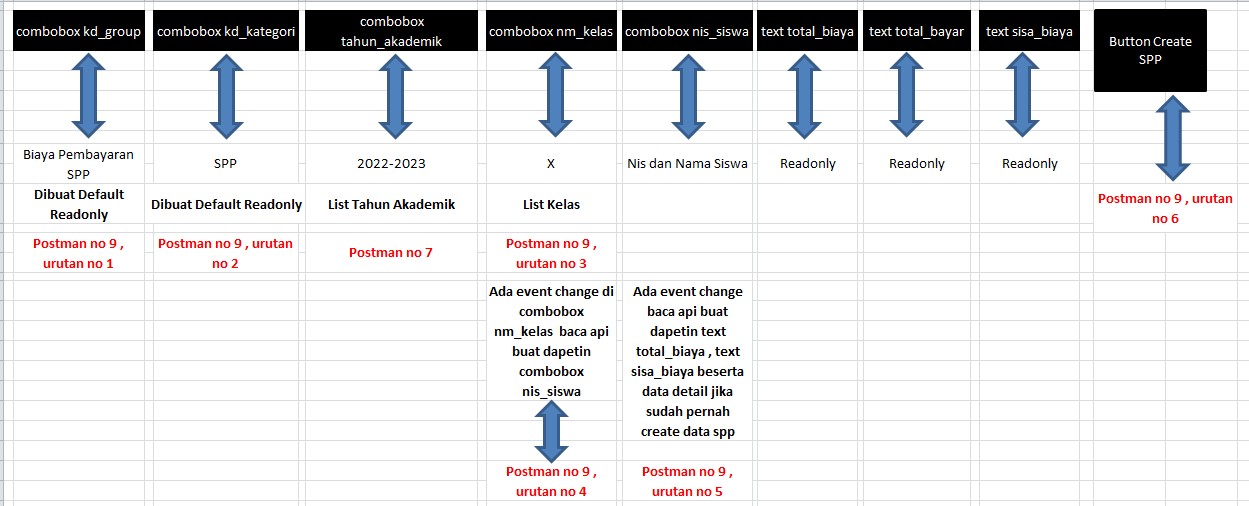 combobox kd_group
combobox kd_kategori
combobox
tahun_akademik
combobox nm_kelas
combobox nis_siswa
text total_biaya
text total_bayar
text sisa_biaya
Button Create
SPP
Biaya Pembayaran
SPP
SPP
2022-2023
X
Nis dan Nama Siswa
Readonly
Readonly
Readonly
Dibuat Default
Readonly
Dibuat Default Readonly
List Tahun Akademik
List Kelas
Postman no 9 , urutan
no 6
Postman no 9 ,
urutan no 1
Postman no 9 , urutan
no 2
Postman no 7
Postman no 9 ,
urutan no 3
Ada event change di
combobox
nm_kelas  baca api
buat dapetin
combobox
nis_siswa
Ada event change
baca api buat
dapetin text
total_biaya , text
sisa_biaya beserta
data detail jika
sudah pernah
create data spp
Postman no 9 ,
urutan no 4
Postman no 9 ,
urutan no 5